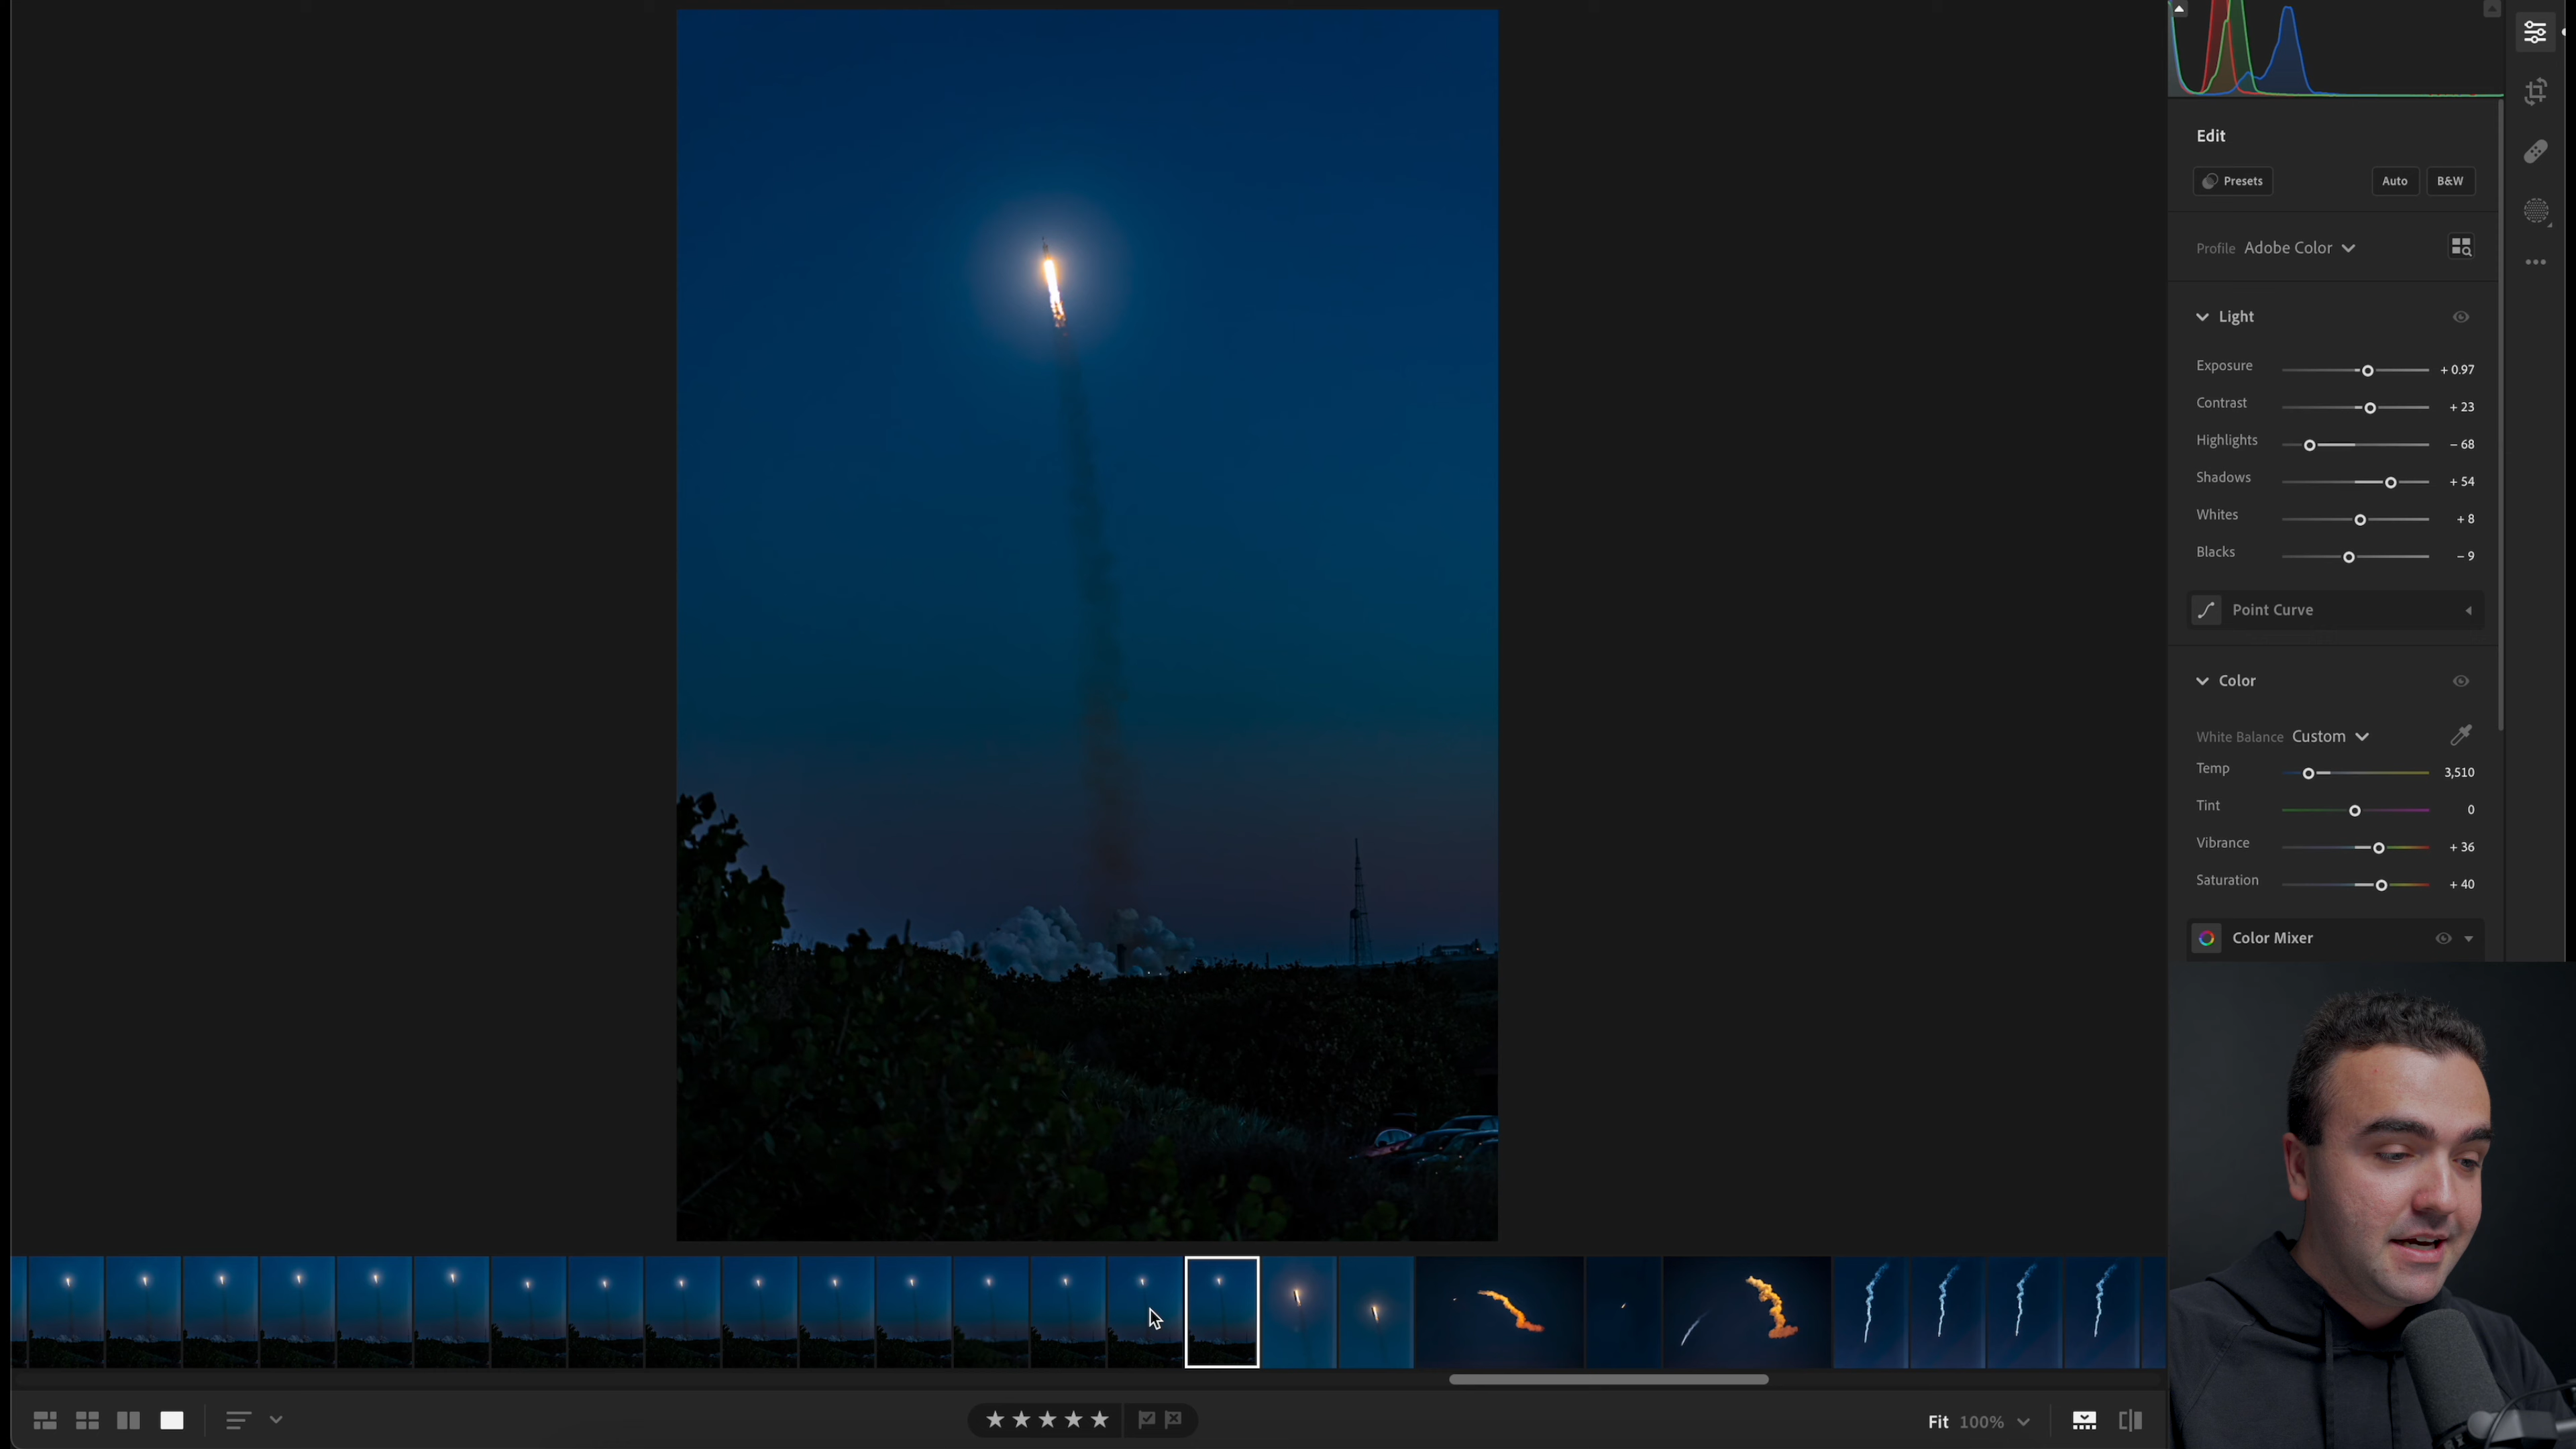 Edit
Presets Auto B&W
Profile Adobe Color
Light
Exposure + 0.97
Contrast + 23
Highlights − 68
Shadows + 54
Whites + 8
Blacks − 9
Point Curve
Color
White Balance Custom
Temp 3,510
Tint 0
Vibrance + 36
Saturation + 40
Color Mixer
Fit 100%